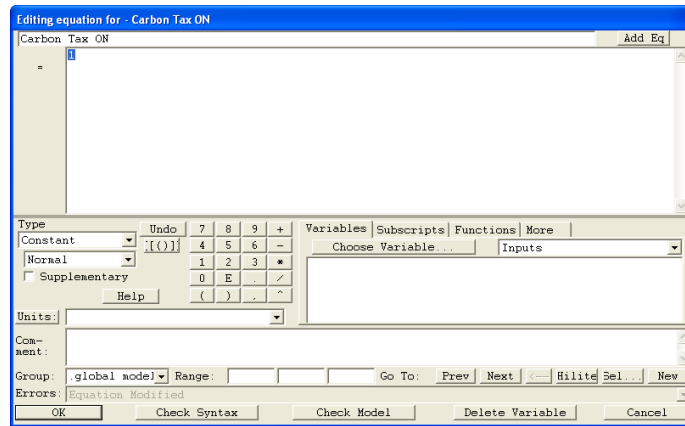 Editing equation for - Carbon Tax ON
Carbon Tax ON
Add Eq
=
1
Type
Undo 7 8 9 +
Variables Subscripts Functions More
Constant
{[()]} 4 5 6 -
Choose Variable... Inputs
Normal
1 2 3 *
Supplementary
0 E . /
Help ( ) , ^
Units:
Com-
ment:
Group: .global model Range: Go To: Prev Next <-- Hilite Sel... New
Errors: Equation Modified
OK Check Syntax Check Model Delete Variable Cancel